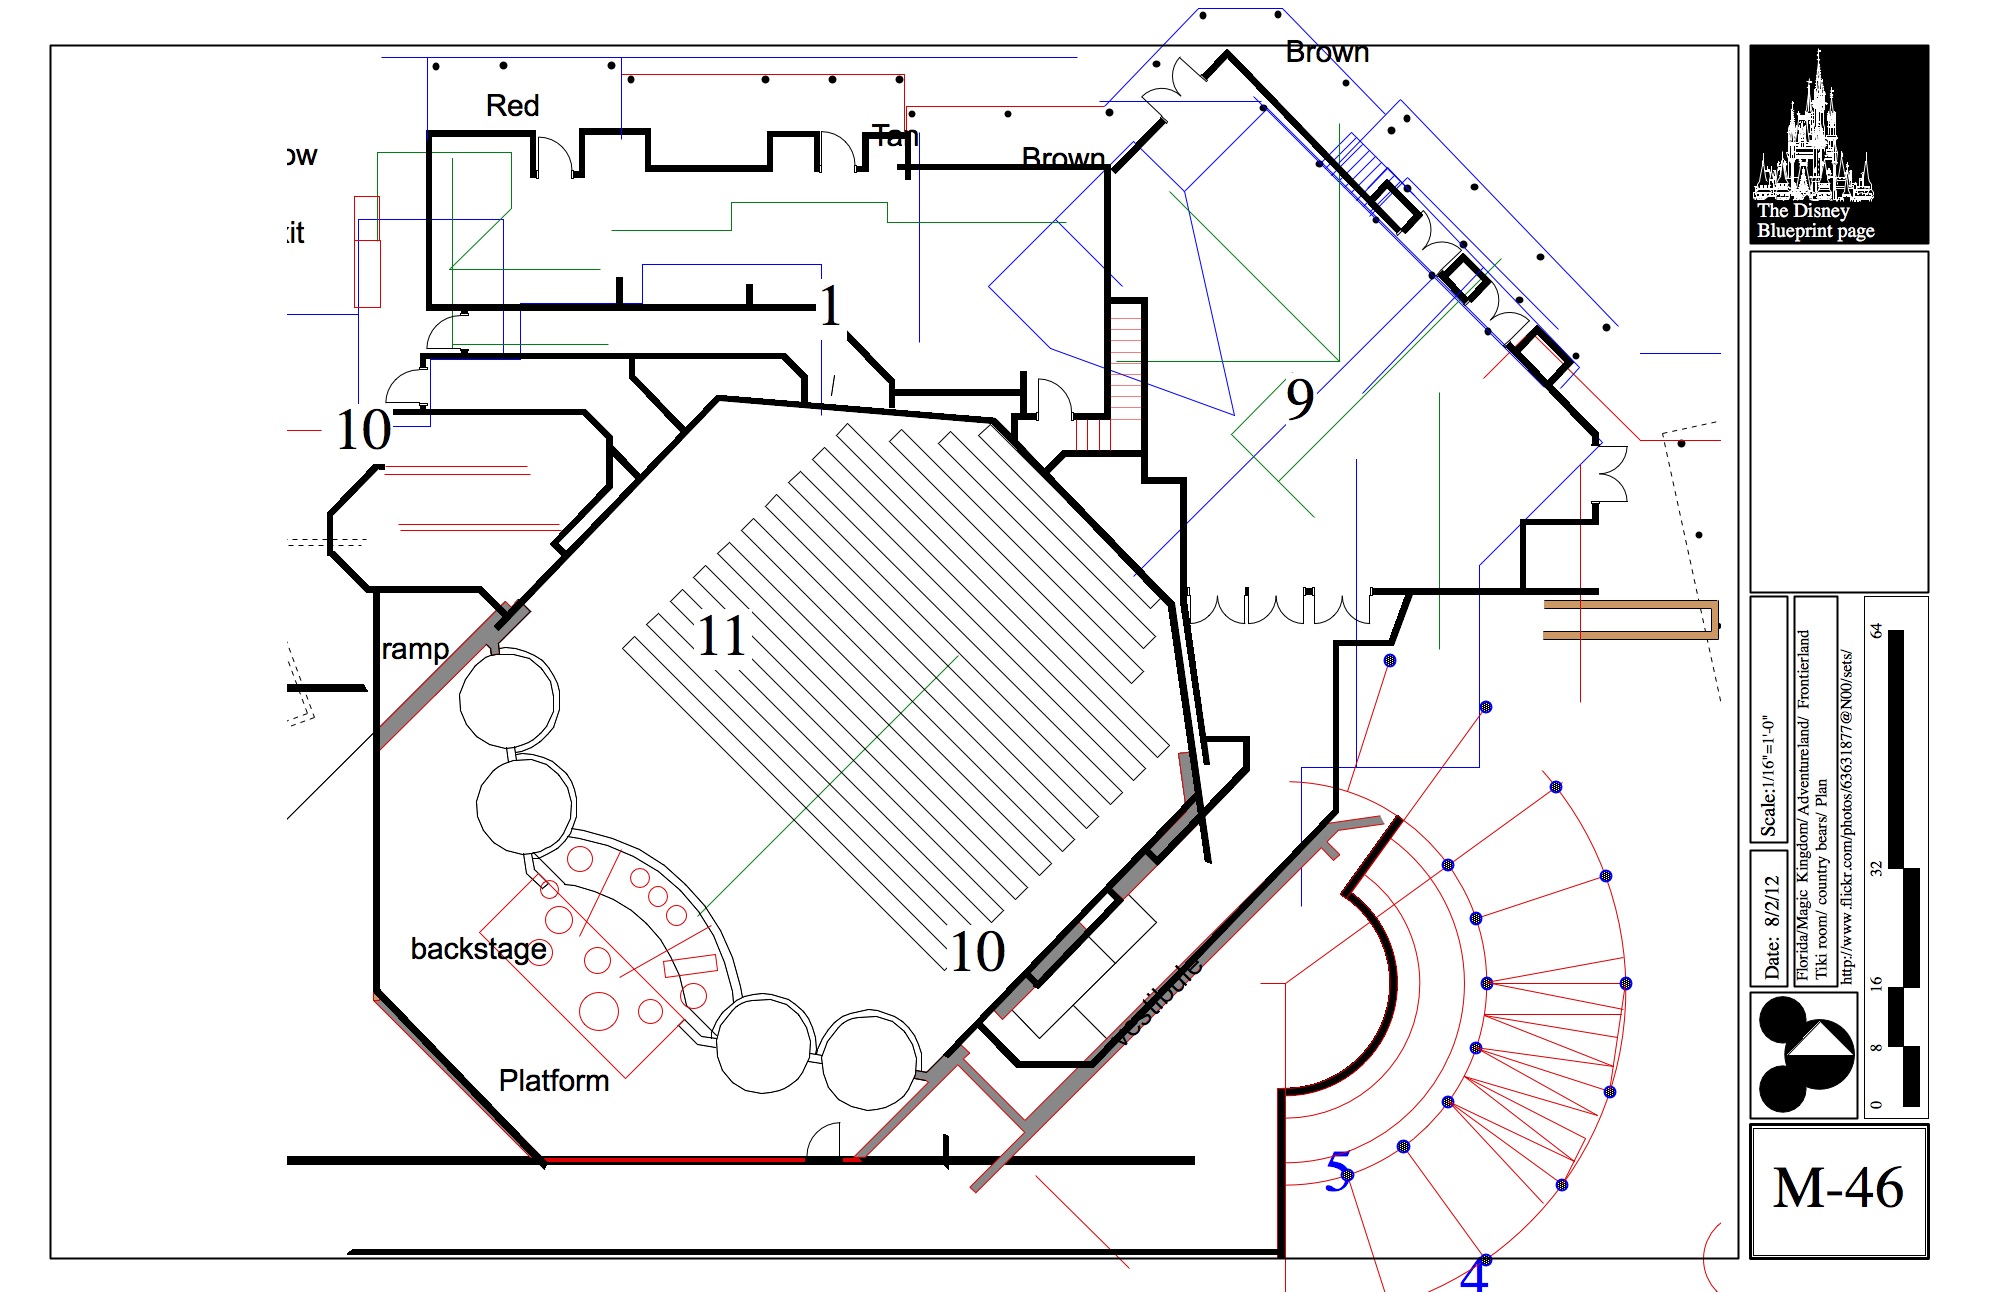 Brown
Red
Tan
Brown
ow
xit
1
9
10
11
ramp
backstage
10
vestibule
Platform
5
4
The Disney
Blueprint page
Scale:1/16"=1'-0"
Date: 8/2/12
Florida/Magic Kingdom/ Adventureland/ Frontierland
Tiki room/ country bears/ Plan
http://www.flickr.com/photos/63631877@N00/sets/
64
32
16
8
0
M-46